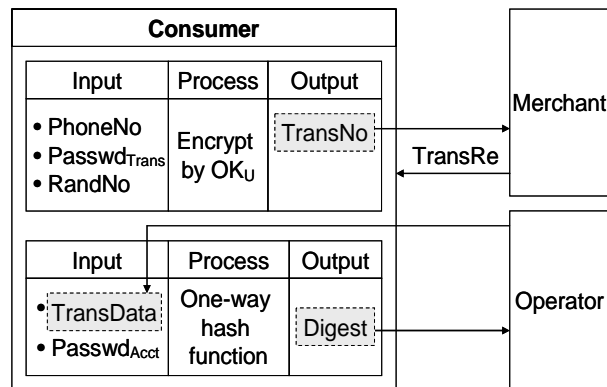 Consumer
Input Process Output
• PhoneNo
• PasswdTrans
• RandNo
Encrypt
by OKU
TransNo
Merchant
TransRe
Input Process Output
• TransData
• PasswdAcct
One-way
hash
function
Digest
Operator